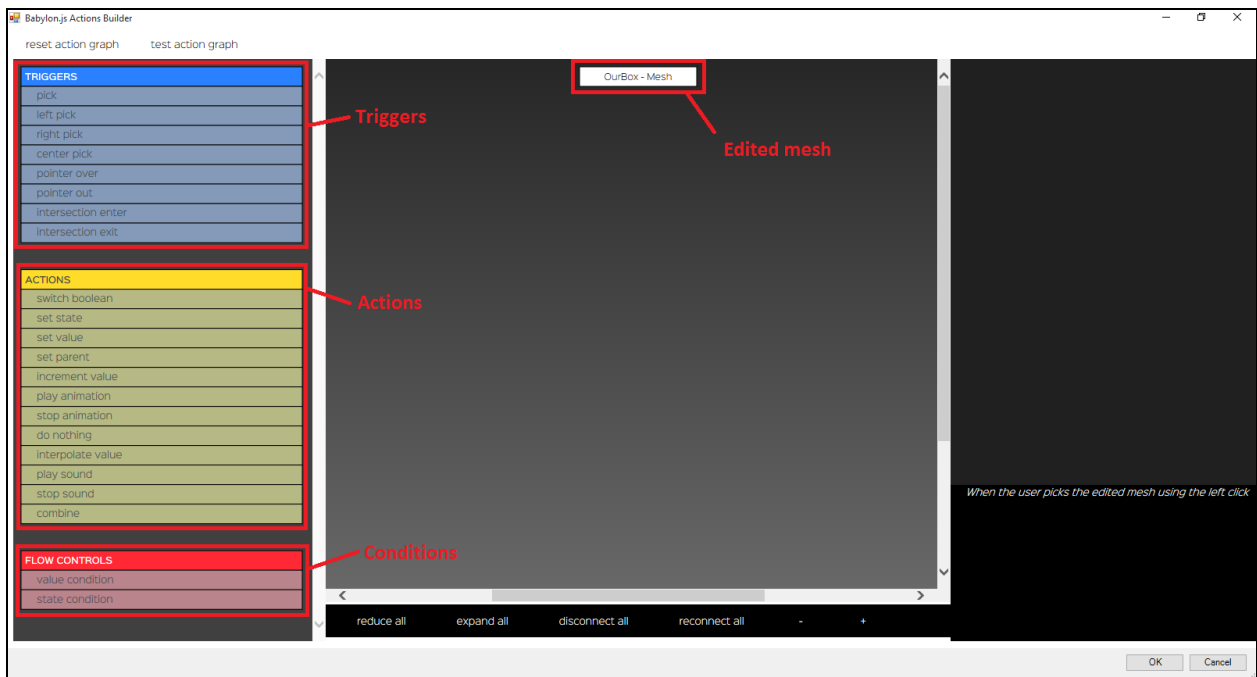 Babylon.js Actions Builder
reset action graph test action graph
TRIGGERS
pick
left pick
right pick
center pick
pointer over
pointer out
intersection enter
intersection exit
Triggers
ACTIONS
switch boolean
set state
set value
set parent
increment value
play animation
stop animation
do nothing
interpolate value
play sound
stop sound
combine
Actions
FLOW CONTROLS
value condition
state condition
Conditions
OurBox - Mesh
Edited mesh
reduce all expand all disconnect all reconnect all - +
When the user picks the edited mesh using the left click
OK Cancel